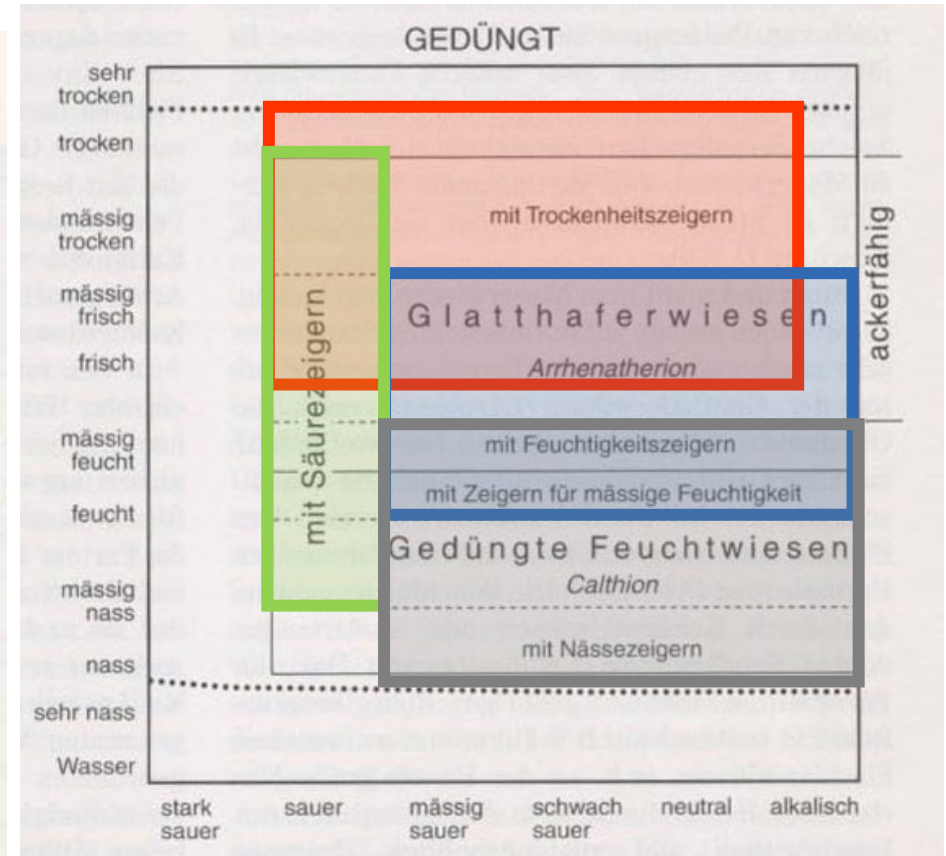 GEDÜNGT
sehr
trocken
trocken
mässig
trocken
mässig
frisch
frisch
mässig
feucht
feucht
mässig
nass
nass
sehr nass
Wasser
mit Trockenheitszeigern
Glatthaferwiesen
Arrhenatherion
mit Feuchtigkeitszeigern
mit Zeigern für mässige Feuchtigkeit
Gedüngte Feuchtwiesen
Calthion
mit Nässezeigern
mit Säurezeigern
ackerfähig
stark
sauer
sauer
mässig
sauer
schwach
sauer
neutral
alkalisch